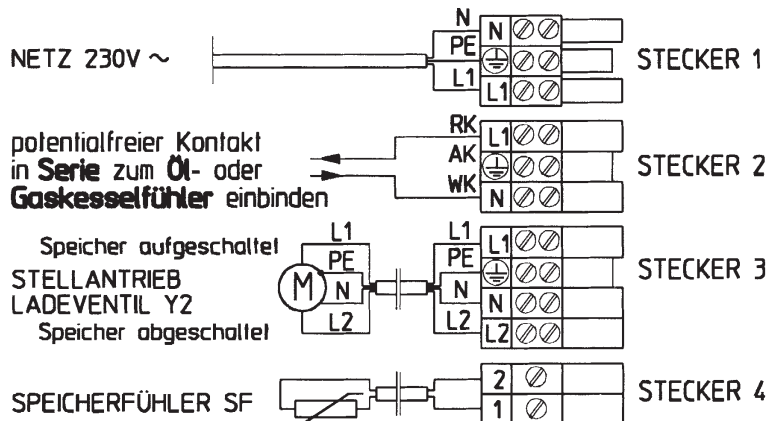 N N
NETZ 230V ~ PE STECKER 1
L1 L1
potentialfreier Kontakt RK L1
in Serie zum Öl- oder AK STECKER 2
Gaskesselfühler einbinden WK N
Speicher aufgeschaltet L1 L1 L1
STELLANTRIEB PE PE STECKER 3
LADEVENTIL Y2 M N N N
Speicher abgeschaltet L2 L2 L2
2 STECKER 4
SPEICHERFÜHLER SF 1